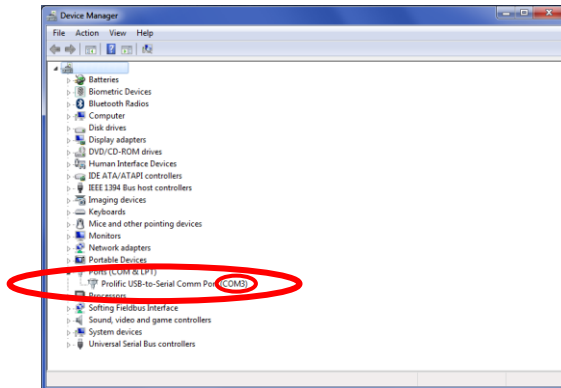 Device Manager
File Action View Help
Batteries
Biometric Devices
Bluetooth Radios
Computer
Disk drives
Display adapters
DVD/CD-ROM drives
Human Interface Devices
IDE ATA/ATAPI controllers
IEEE 1394 Bus host controllers
Imaging devices
Keyboards
Mice and other pointing devices
Monitors
Network adapters
Portable Devices
Ports (COM & LPT)
Prolific USB-to-Serial Comm Port (COM3)
Processors
Softing Fieldbus Interface
Sound, video and game controllers
System devices
Universal Serial Bus controllers